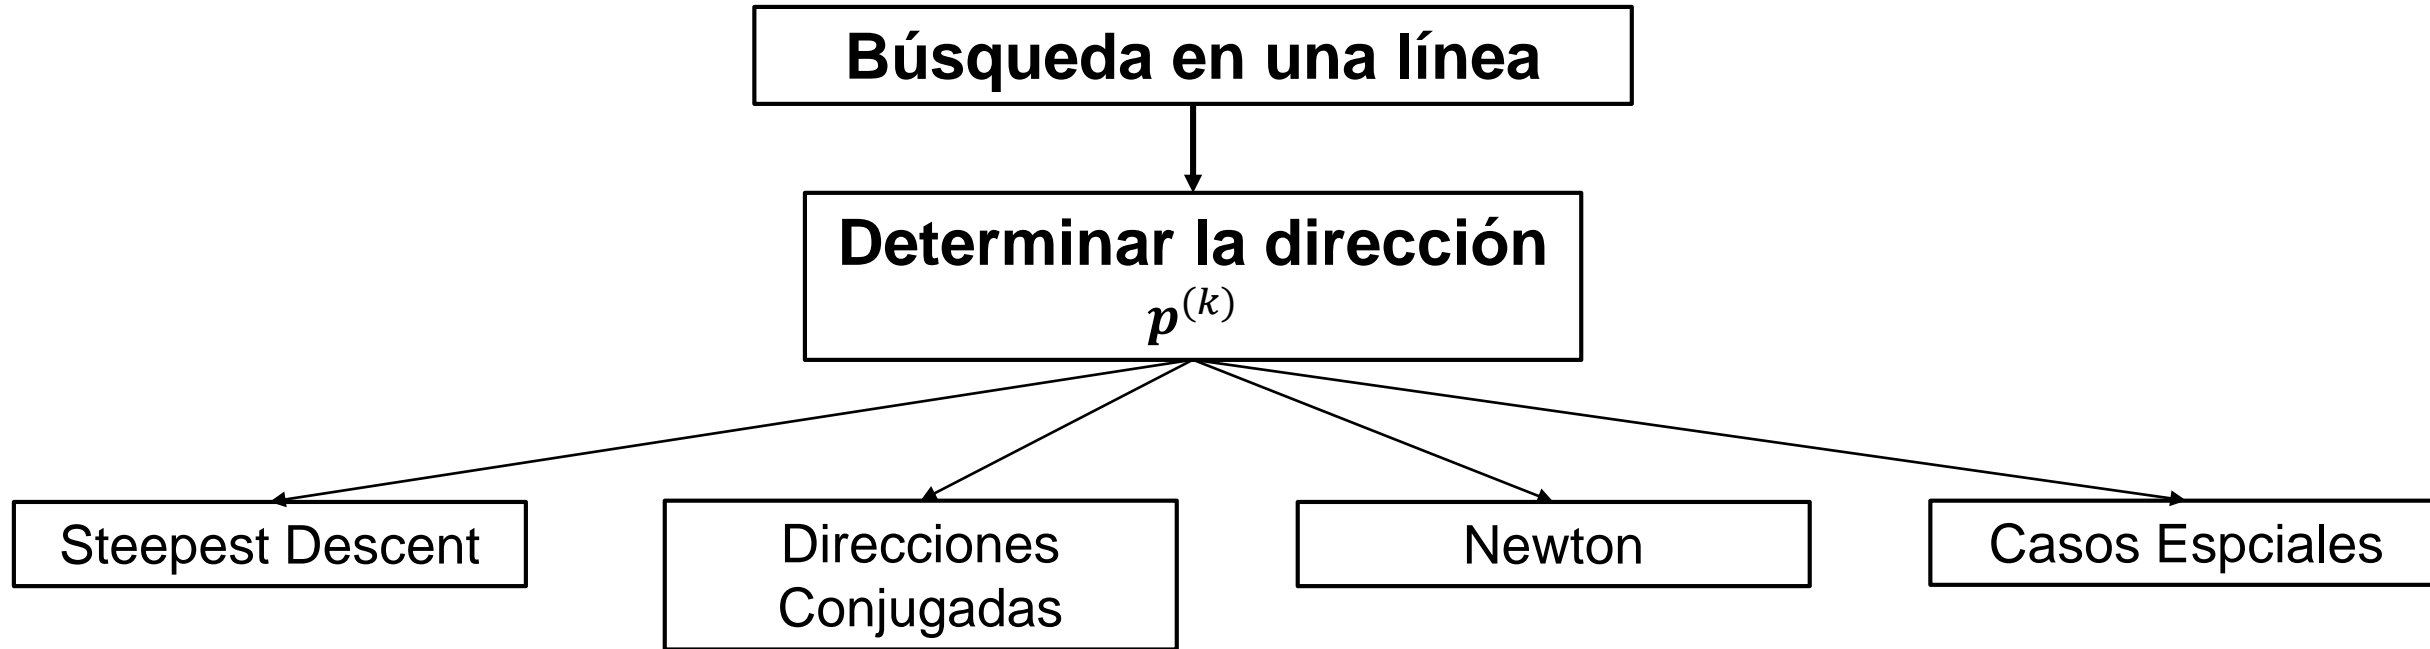 Búsqueda en una línea
Determinar la dirección
p^(k)
Steepest Descent
Direcciones
Conjugadas
Newton
Casos Espciales